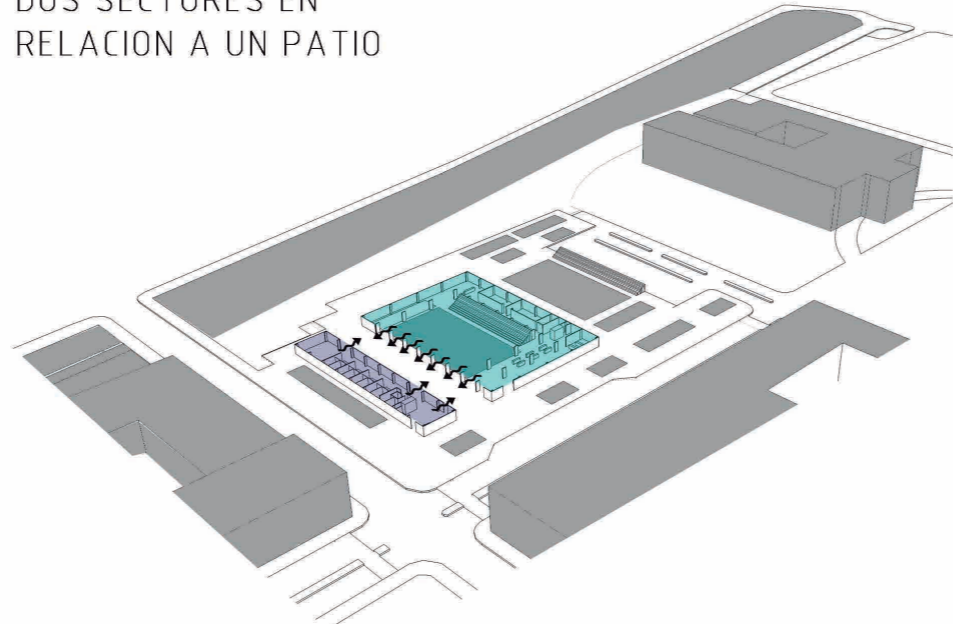 DOS SECTORES EN
RELACION A UN PATIO